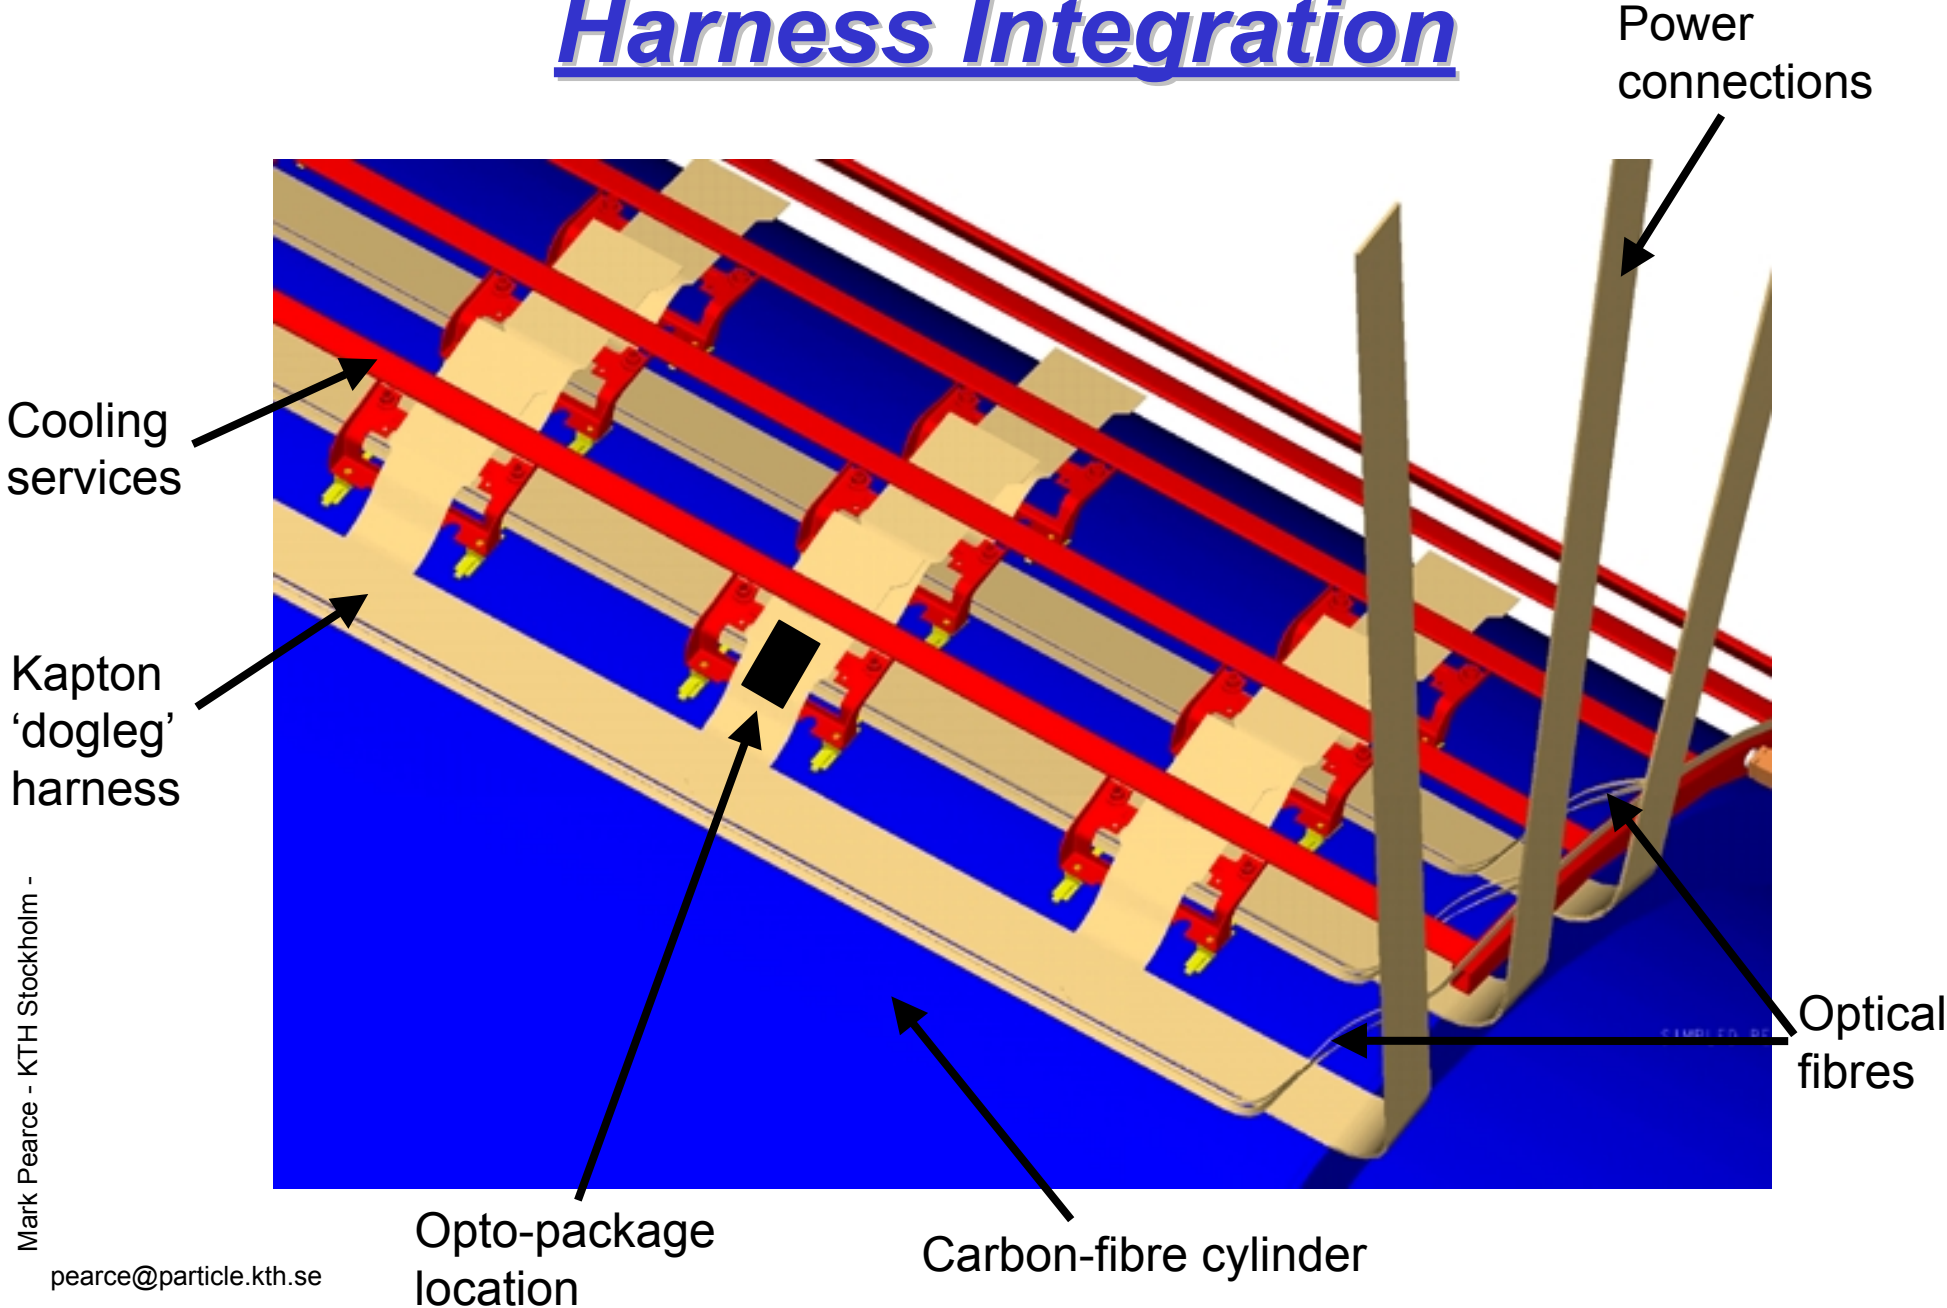 Harness Integration
Power
connections
Cooling
services
Kapton
‘dogleg’
harness
Optical
fibres
Opto-package
location
Carbon-fibre cylinder
Mark Pearce - KTH Stockholm -
pearce@particle.kth.se
SAMPLED